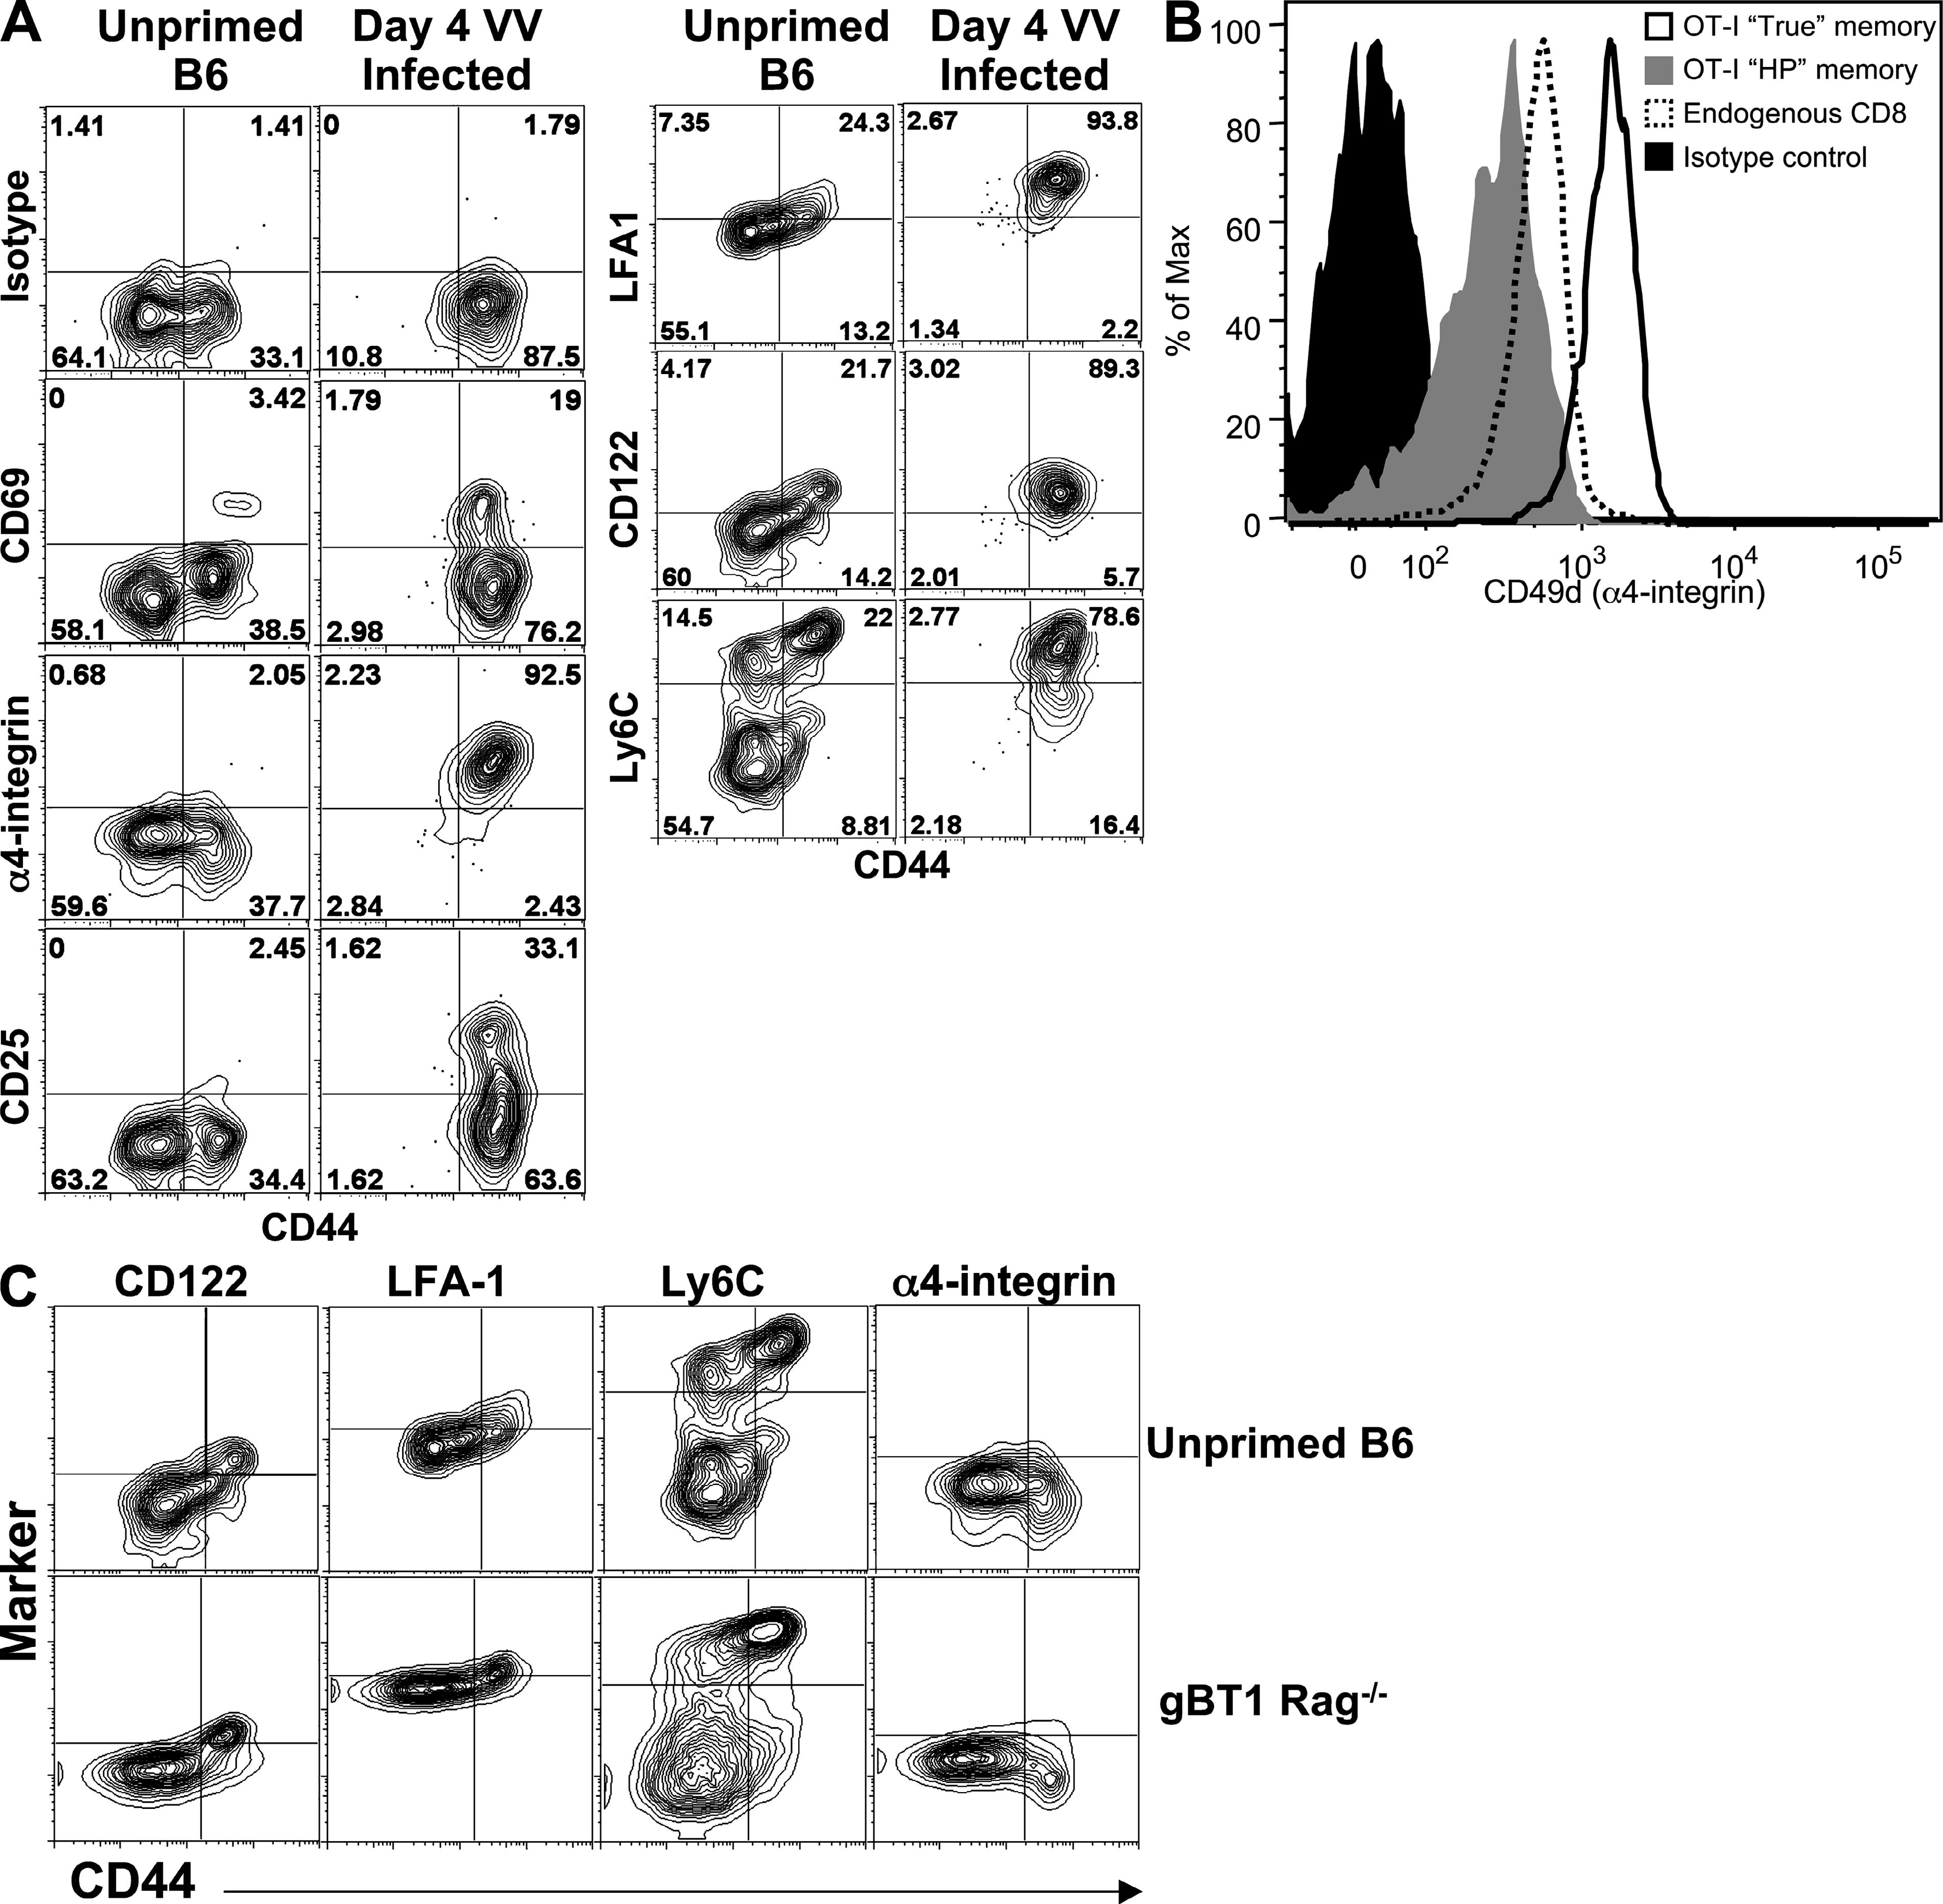 A
Unprimed B6
Day 4 VV Infected
Isotype
1.41 1.41
64.1 33.1
0 1.79
10.8 87.5
CD69
0 3.42
58.1 38.5
1.79 19
2.98 76.2
α4-integrin
0.68 2.05
59.6 37.7
2.23 92.5
2.84 2.43
CD25
0 2.45
63.2 34.4
1.62 33.1
1.62 63.6
CD44
Unprimed B6
Day 4 VV Infected
LFA1
7.35 24.3
55.1 13.2
2.67 93.8
1.34 2.2
CD122
4.17 21.7
60 14.2
3.02 89.3
2.01 5.7
Ly6C
14.5 22
54.7 8.81
2.77 78.6
2.18 16.4
CD44
B
% of Max
100
80
60
40
20
0
OT-I “True” memory
OT-I “HP” memory
Endogenous CD8
Isotype control
0 10² 10³ 10⁴ 10⁵
CD49d (α4-integrin)
C
CD122 LFA-1 Ly6C α4-integrin
Marker
Unprimed B6
gBT1 Rag-/-
CD44